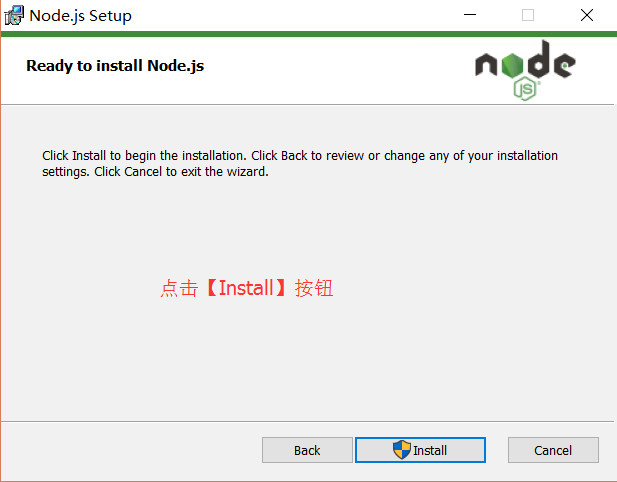 Node.js Setup
Ready to install Node.js
node
JS
Click Install to begin the installation. Click Back to review or change any of your installation
settings. Click Cancel to exit the wizard.
点击【Install】按钮
Back
Install
Cancel